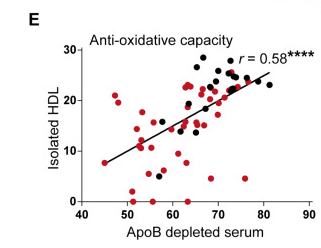 E
Anti-oxidative capacity
r = 0.58****
30
20
10
0
Isolated HDL
40 50 60 70 80 90
ApoB depleted serum